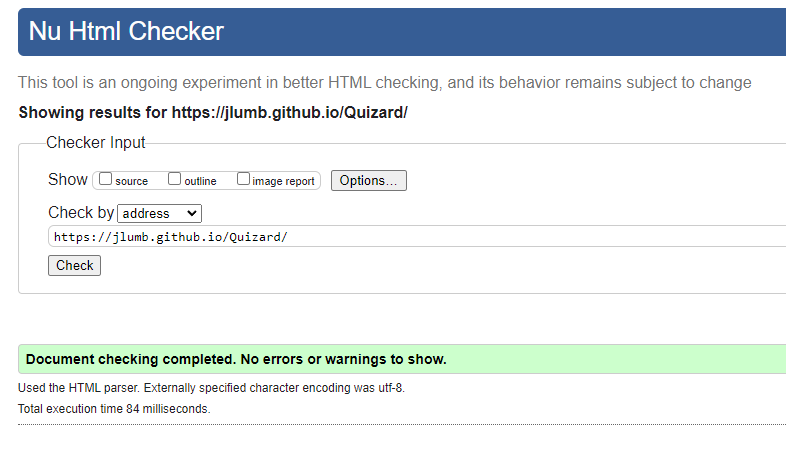 Nu Html Checker
This tool is an ongoing experiment in better HTML checking, and its behavior remains subject to change
Showing results for https://jlumb.github.io/Quizard/
Checker Input
Show source outline image report Options...
Check by address
https://jlumb.github.io/Quizard/
Check
Document checking completed. No errors or warnings to show.
Used the HTML parser. Externally specified character encoding was utf-8.
Total execution time 84 milliseconds.